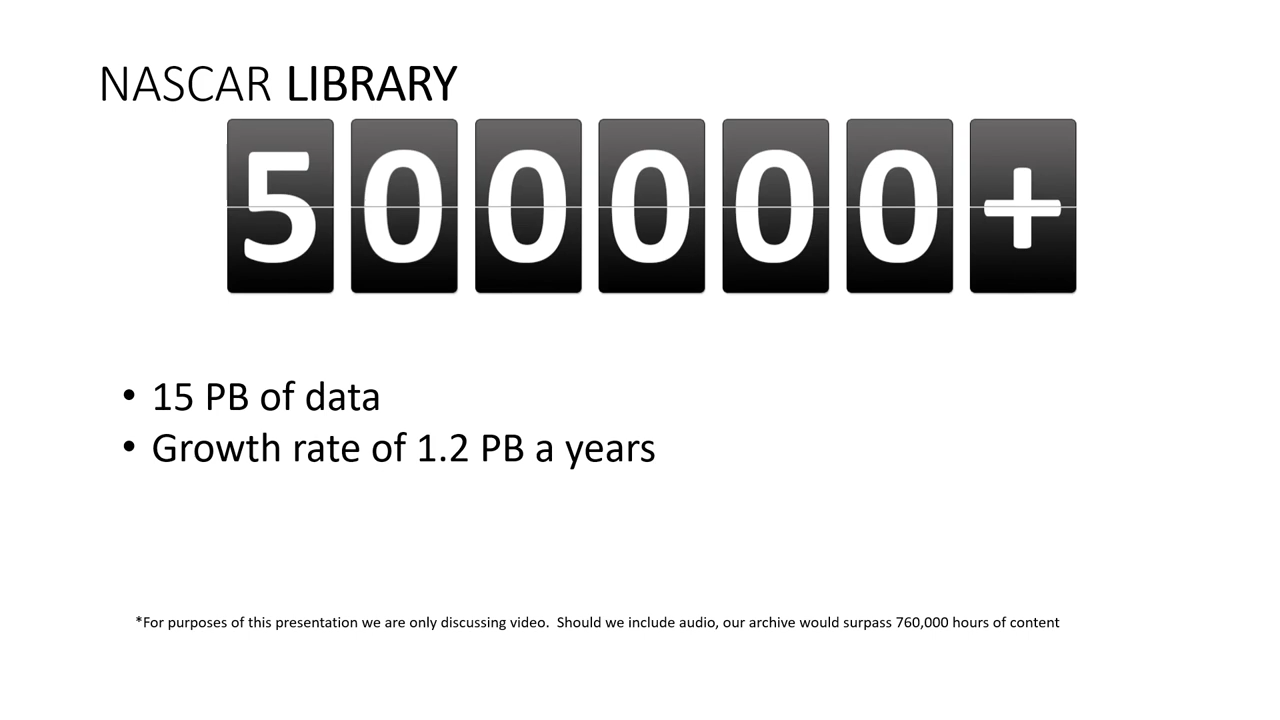 NASCAR LIBRARY
500000+
• 15 PB of data
• Growth rate of 1.2 PB a years
*For purposes of this presentation we are only discussing video.  Should we include audio, our archive would surpass 760,000 hours of content